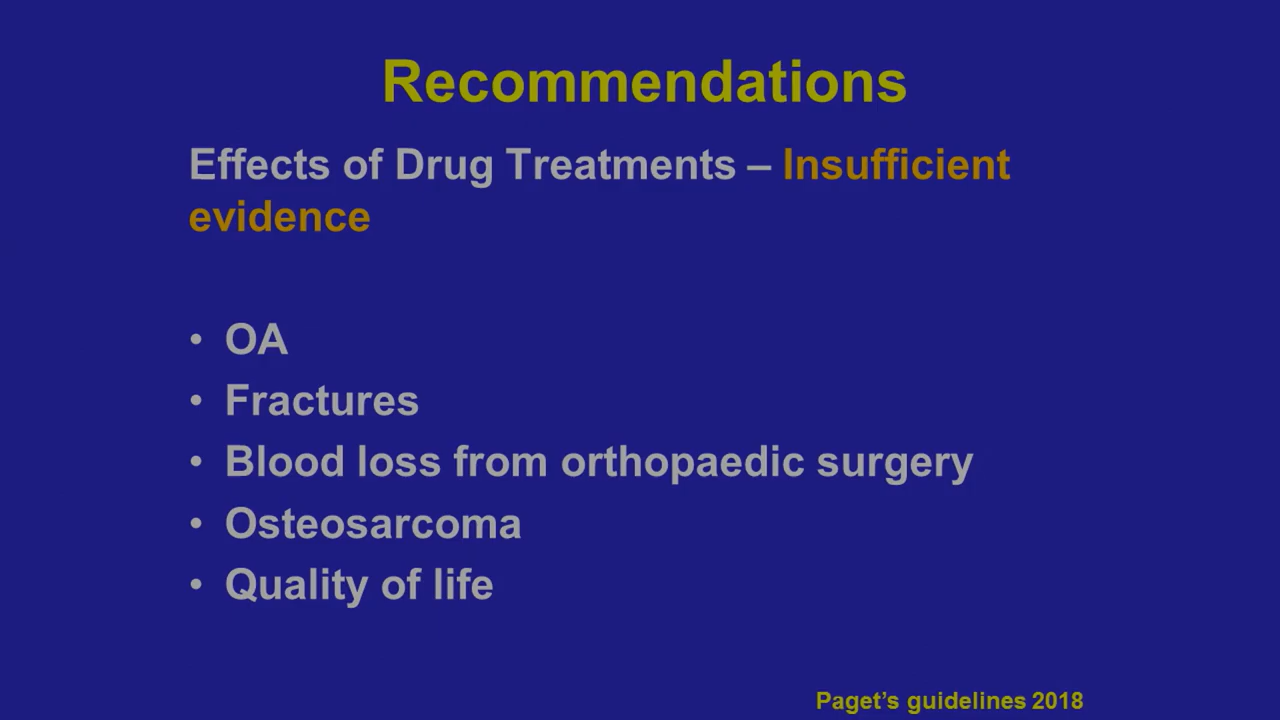 Recommendations
Effects of Drug Treatments – Insufficient
evidence
• OA
• Fractures
• Blood loss from orthopaedic surgery
• Osteosarcoma
• Quality of life
Paget’s guidelines 2018